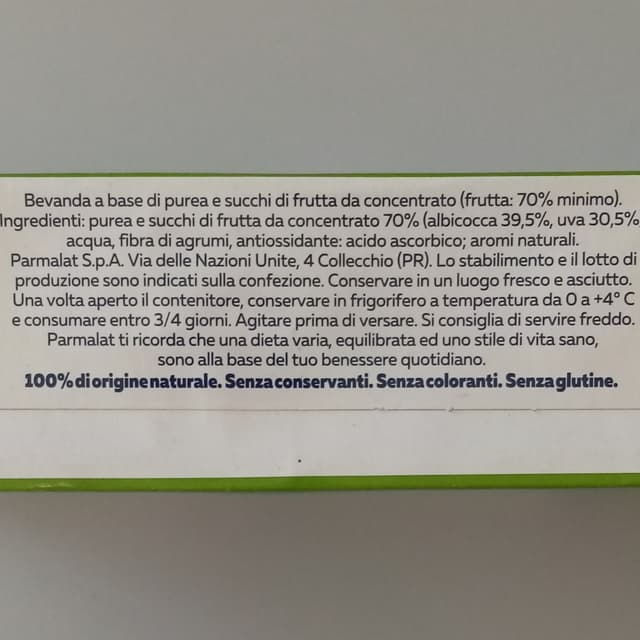 Bevanda a base di purea e succhi di frutta da concentrato (frutta: 70% minimo).
Ingredienti: purea e succhi di frutta da concentrato 70% (albicocca 39,5%, uva 30,5%,
acqua, fibra di agrumi, antiossidante: acido ascorbico; aromi naturali.
Parmalat S.p.A. Via delle Nazioni Unite, 4 Collecchio (PR). Lo stabilimento e il lotto di
produzione sono indicati sulla confezione. Conservare in un luogo fresco e asciutto.
Una volta aperto il contenitore, conservare in frigorifero a temperatura da 0 a +4° C
e consumare entro 3/4 giorni. Agitare prima di versare. Si consiglia di servire freddo.
Parmalat ti ricorda che una dieta varia, equilibrata ed uno stile di vita sano,
sono alla base del tuo benessere quotidiano.
100% di origine naturale. Senza conservanti. Senza coloranti. Senza glutine.